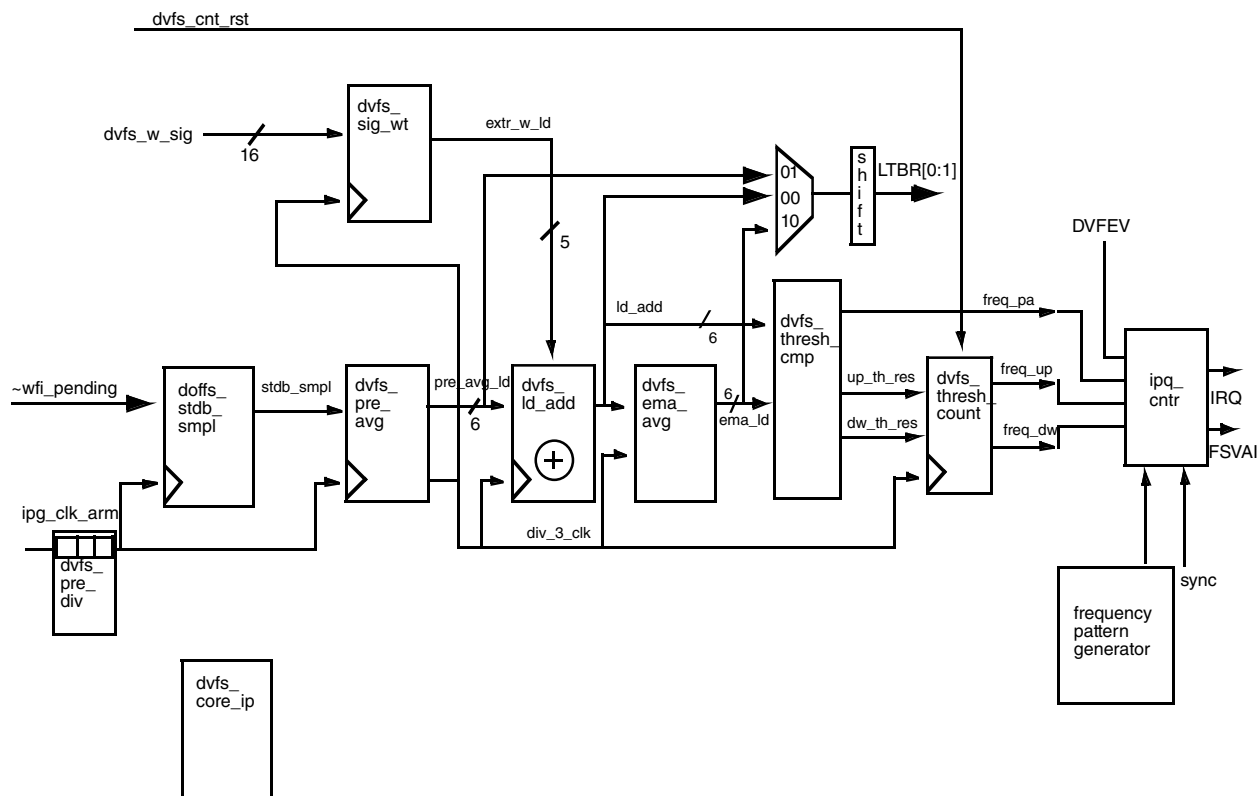 dvfs_cnt_rst
dvfs_
sig_wt
dvfs_w_sig
16
extr_w_ld
5
01
00
10
s
h
i
f
t
LTBR[0:1]
DVFEV
ld_add
6
dvfs_
thresh_
cmp
freq_pa
~wfi_pending
doffs_
stdb_
smpl
stdb_smpl
dvfs_
pre_
avg
pre_avg_ld
6
dvfs_
ld_add
+
dvfs_
ema_
avg
6
ema_ld
up_th_res
dw_th_res
dvfs_
thresh_
count
freq_up
freq_dw
ipq_
cntr
IRQ
FSVAI
ipg_clk_arm
dvfs_
pre_
div
div_3_clk
sync
frequency
pattern
generator
dvfs_
core_ip